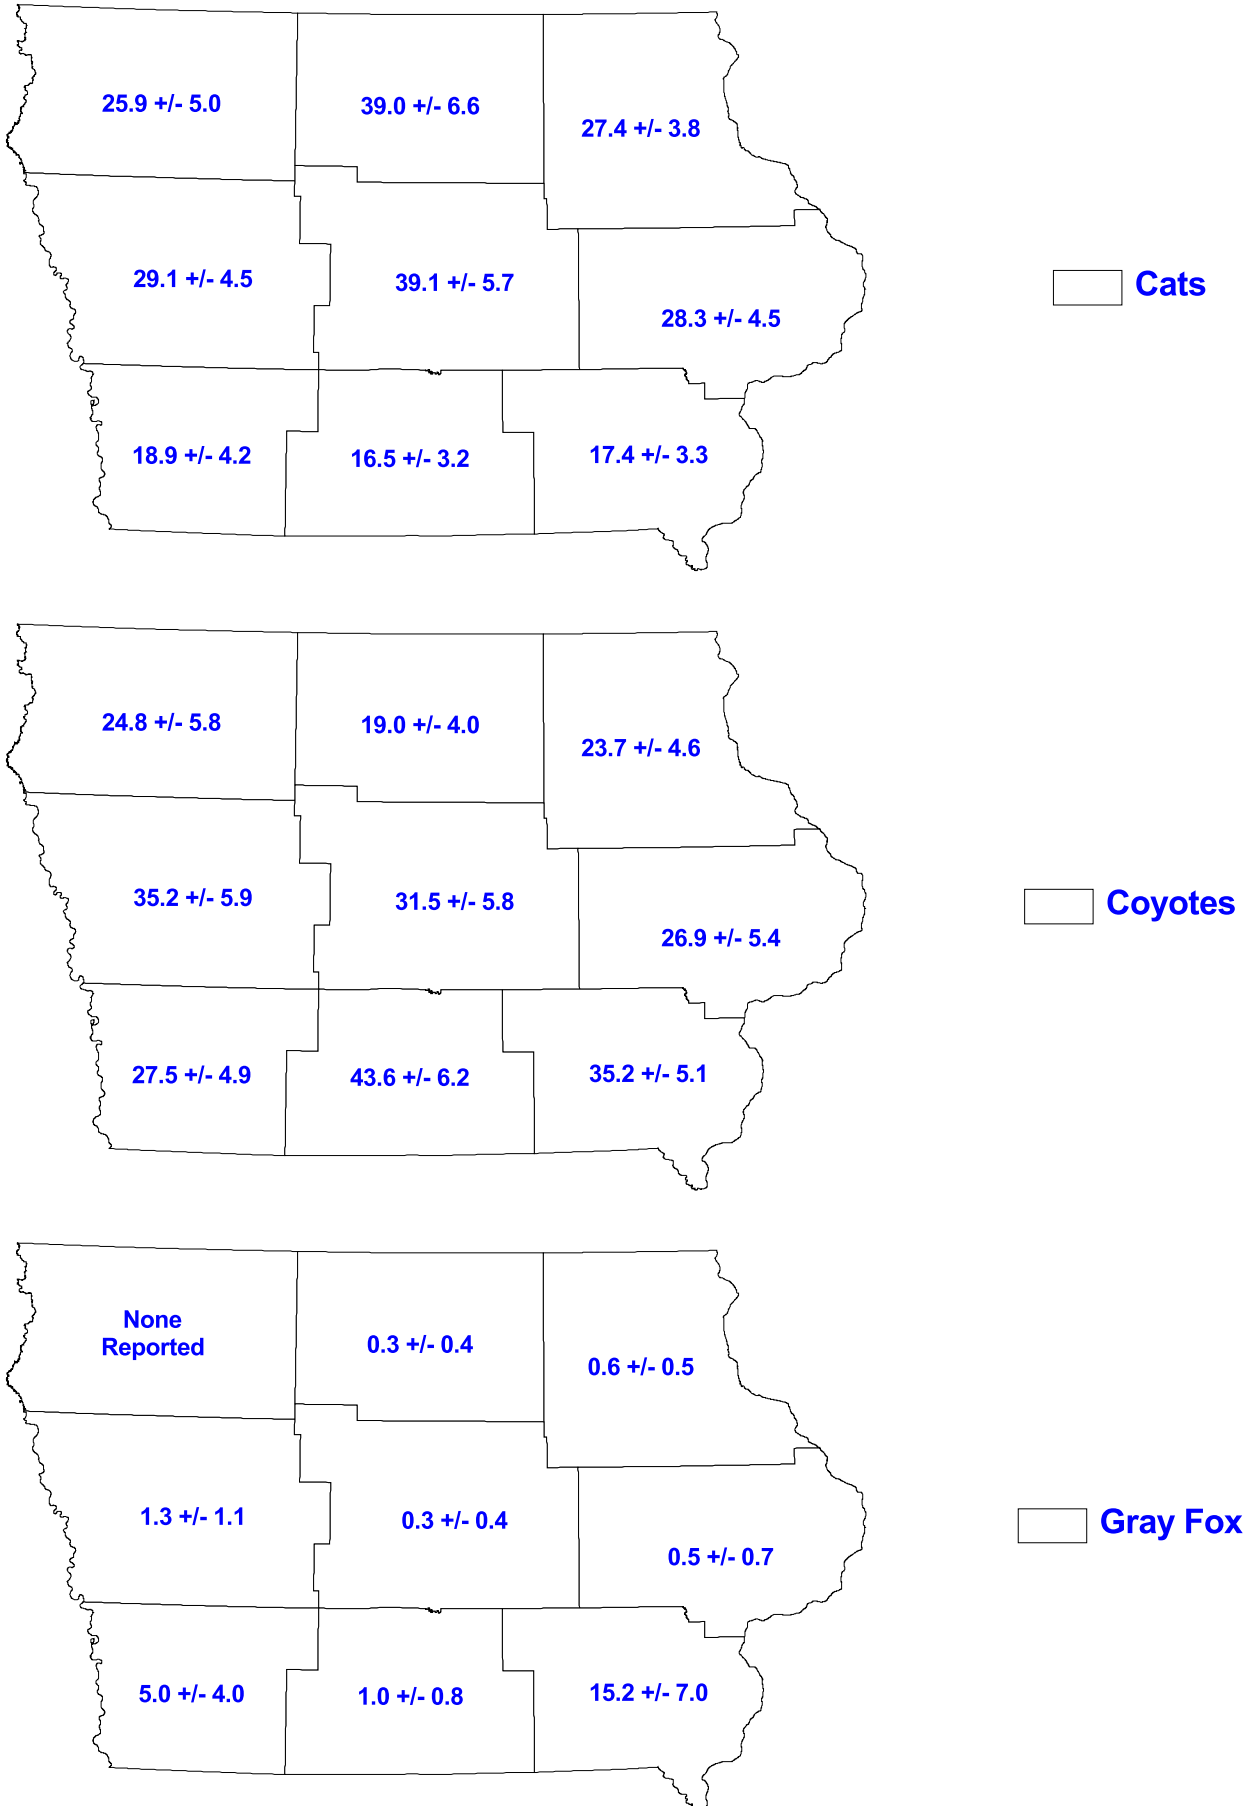 25.9 +/- 5.0
39.0 +/- 6.6
27.4 +/- 3.8
29.1 +/- 4.5
39.1 +/- 5.7
28.3 +/- 4.5
Cats
18.9 +/- 4.2
16.5 +/- 3.2
17.4 +/- 3.3
24.8 +/- 5.8
19.0 +/- 4.0
23.7 +/- 4.6
35.2 +/- 5.9
31.5 +/- 5.8
26.9 +/- 5.4
Coyotes
27.5 +/- 4.9
43.6 +/- 6.2
35.2 +/- 5.1
None
Reported
0.3 +/- 0.4
0.6 +/- 0.5
1.3 +/- 1.1
0.3 +/- 0.4
0.5 +/- 0.7
Gray Fox
5.0 +/- 4.0
1.0 +/- 0.8
15.2 +/- 7.0